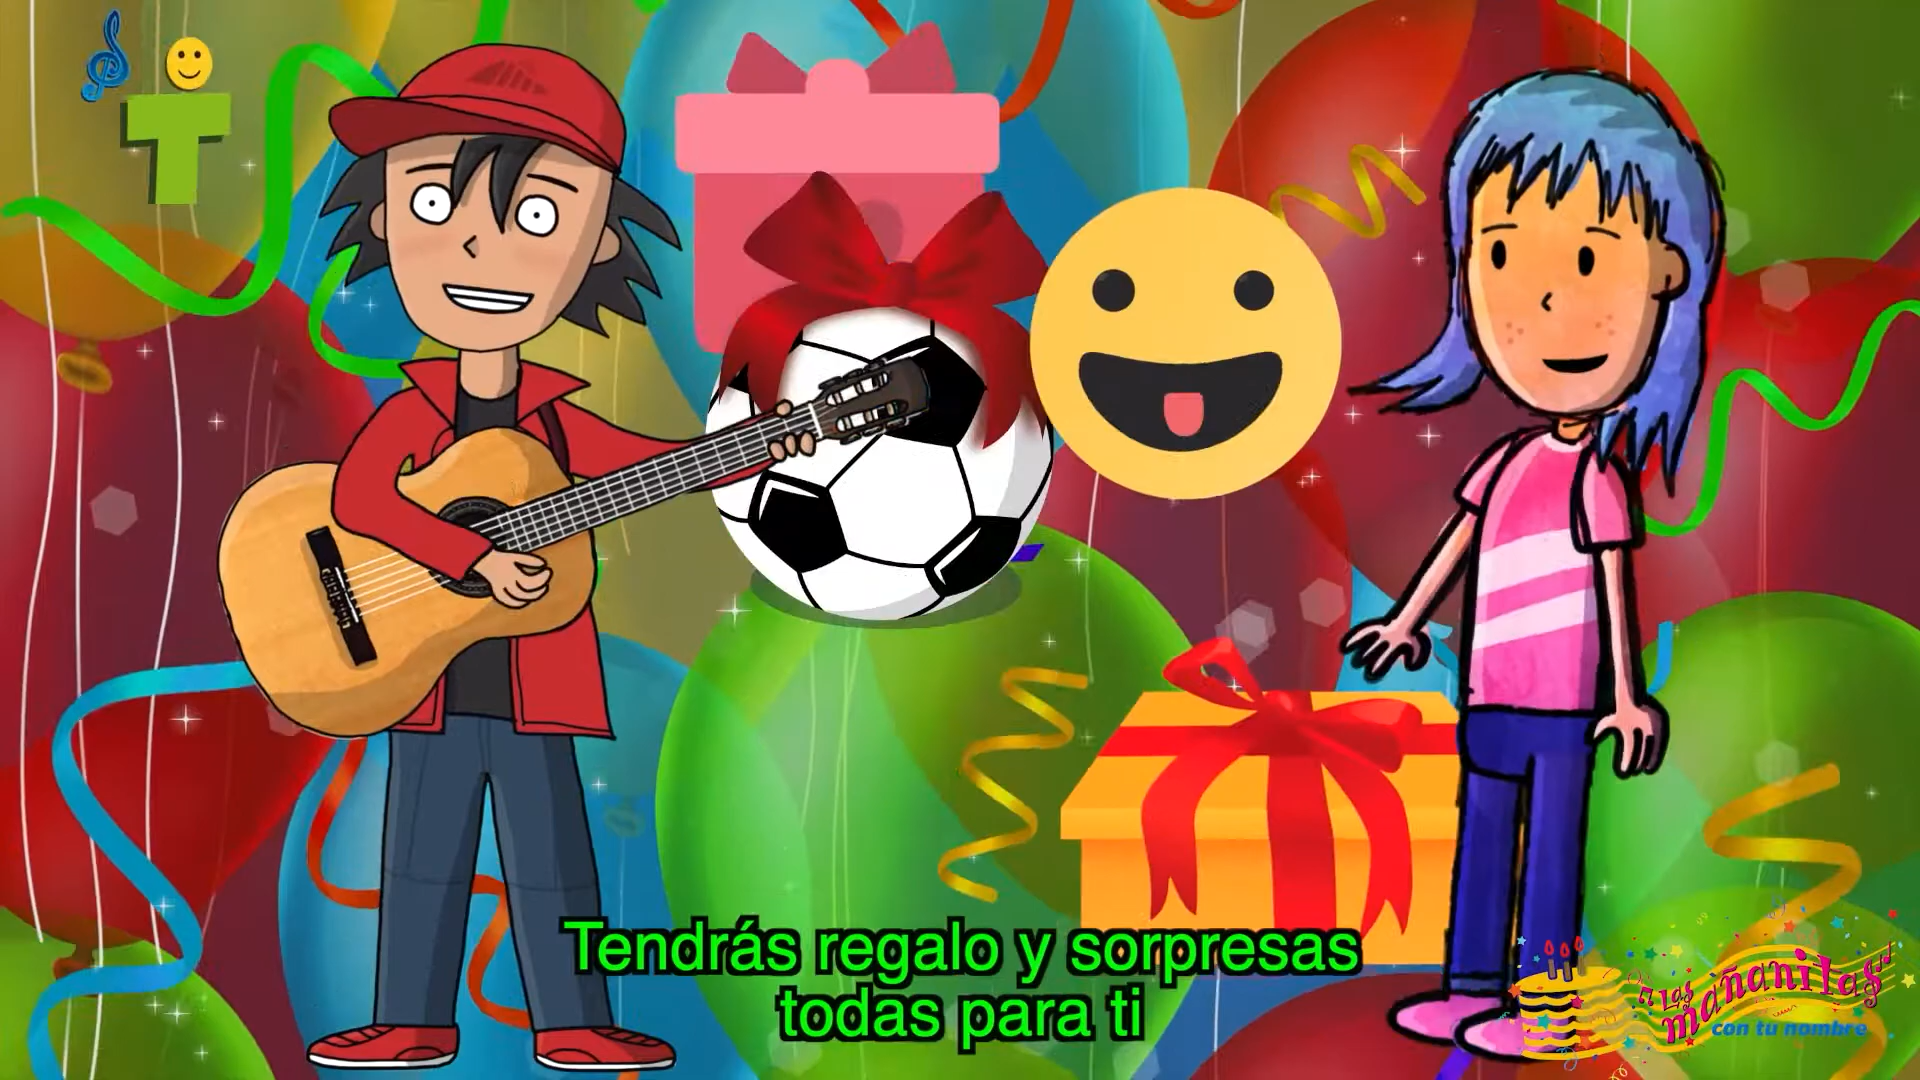 T
Tendrás regalo y sorpresas
todas para ti
Las
mañanitas
con tu nombre